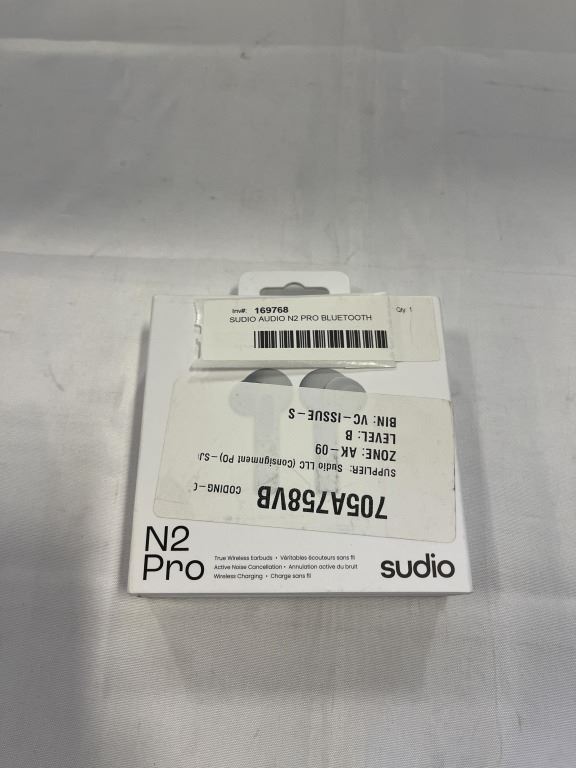 Inv#: 169768
SUDIO AUDIO N2 PRO BLUETOOTH
Qty: 1
705A758VB
CODING-C
SUPPLIER: Sudio LLC (Consignment PO) -SJ
ZONE: AK-09
LEVEL: B
BIN: VC-ISSUE-S
N2
Pro
True Wireless Earbuds • Véritables écouteurs sans fil
Active Noise Cancellation • Annulation active du bruit
Wireless Charging • Charge sans fil
sudio